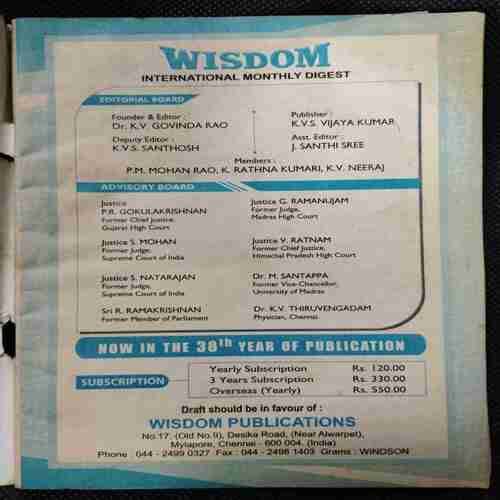 WISDOM
INTERNATIONAL MONTHLY DIGEST
EDITORIAL BOARD
Founder & Editor :
Dr. K.V. GOVINDA RAO
Publisher :
K.V.S. VIJAYA KUMAR
Deputy Editor :
K.V.S. SANTHOSH
Asst. Editor :
J. SANTHI SREE
Members :
P.M. MOHAN RAO, K. RATHNA KUMARI, K.V. NEERAJ
ADVISORY BOARD
Justice
P.R. GOKULAKRISHNAN
Former Chief Justice,
Gujarat High Court
Justice G. RAMANUJAM
Former Judge,
Madras High Court
Justice S. MOHAN
Former Judge,
Supreme Court of India
Justice V. RATNAM
Former Chief Justice,
Himachal Pradesh High Court
Justice S. NATARAJAN
Former Judge,
Supreme Court of India
Dr. M. SANTAPPA
Former Vice-Chancellor,
University of Madras
Sri R. RAMAKRISHNAN
Former Member of Parliament
Dr. K.V. THIRUVENGADAM
Physician, Chennai
NOW IN THE 38th YEAR OF PUBLICATION
SUBSCRIPTION
Yearly Subscription Rs. 120.00
3 Years Subscription Rs. 330.00
Overseas (Yearly) Rs. 550.00
Draft should be in favour of :
WISDOM PUBLICATIONS
No.17, (Old No.9), Desika Road, (Near Alwarpet),
Mylapore, Chennai - 600 004. (India)
Phone : 044 - 2499 0327 Fax : 044 - 2498 1403 Grams : WINDSON